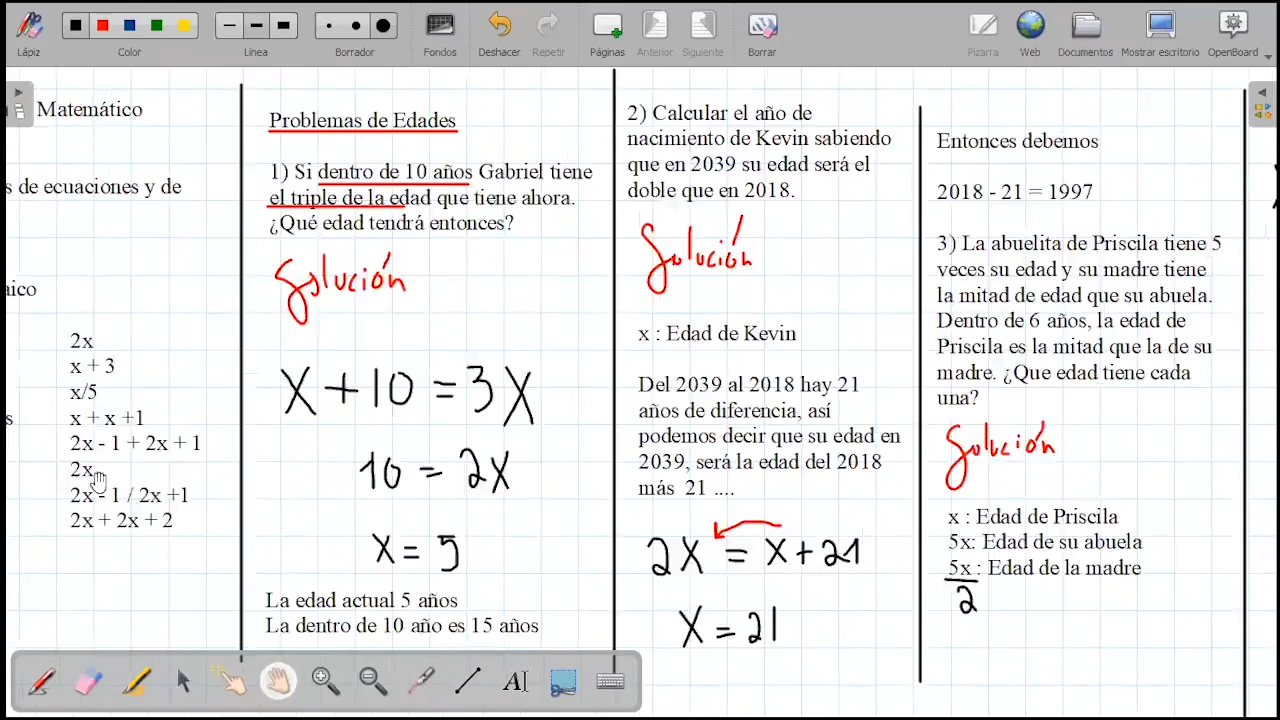 Lápiz
Color
Línea
Borrador
Fondos
Deshacer
Repetir
Páginas
Anterior
Siguiente
Borrar
Pizarra
Web
Documentos
Mostrar escritorio
OpenBoard
Matemático
s de ecuaciones y de
aico
2x
x + 3
x/5
s x + x +1
2x - 1 + 2x + 1
2x
2x - 1 / 2x +1
2x + 2x + 2
Problemas de Edades
1) Si dentro de 10 años Gabriel tiene
el triple de la edad que tiene ahora.
¿Qué edad tendrá entonces?
Solución
X + 10 = 3X
10 = 2X
X = 5
La edad actual 5 años
La dentro de 10 año es 15 años
2) Calcular el año de
nacimiento de Kevin sabiendo
que en 2039 su edad será el
doble que en 2018.
Solución
x : Edad de Kevin
Del 2039 al 2018 hay 21
años de diferencia, así
podemos decir que su edad en
2039, será la edad del 2018
más 21 ....
2X = X + 21
X = 21
Entonces debemos
2018 - 21 = 1997
3) La abuelita de Priscila tiene 5
veces su edad y su madre tiene
la mitad de edad que su abuela.
Dentro de 6 años, la edad de
Priscila es la mitad que la de su
madre. ¿Que edad tiene cada
una?
Solución
x : Edad de Priscila
5x: Edad de su abuela
5x : Edad de la madre
2
AI